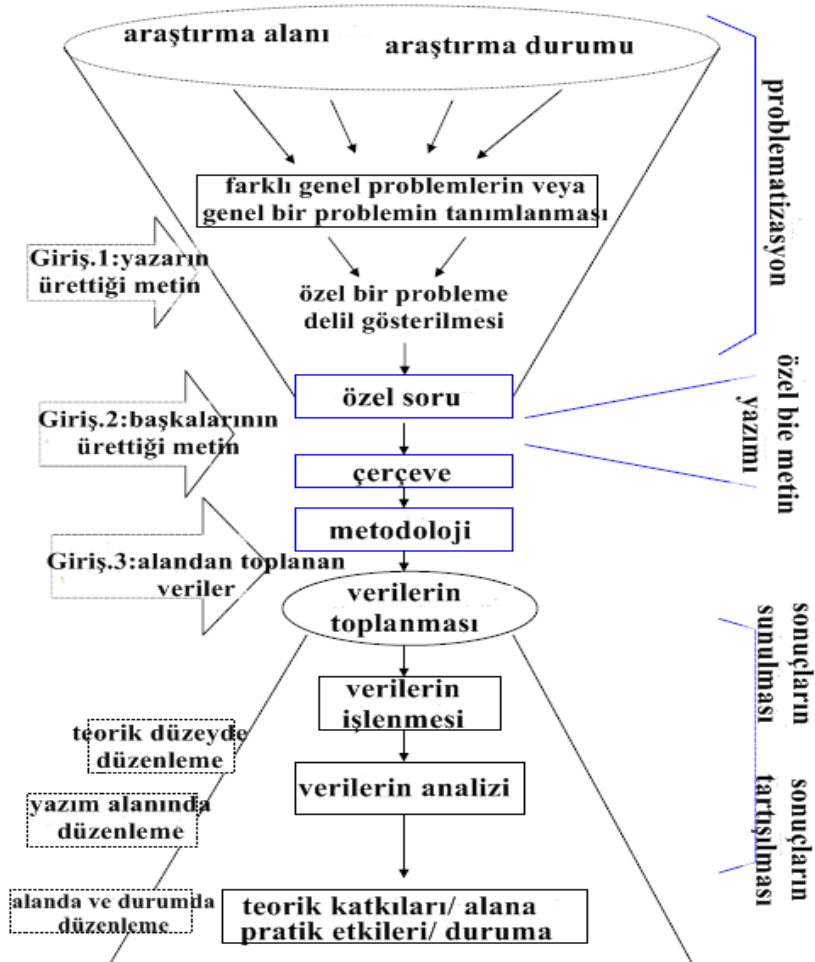 araştırma alanı
araştırma durumu
farklı genel problemlerin veya
genel bir problemin tanımlanması
Giriş.1:yazarın
ürettiği metin
özel bir probleme
delil gösterilmesi
problematizasyon
özel soru
Giriş.2:başkalarının
ürettiği metin
özel bie metin
yazımı
çerçeve
metodoloji
Giriş.3:alandan toplanan
veriler
verilerin
toplanması
verilerin
işlenmesi
sonuçların
sunulması
teorik düzeyde
düzenleme
verilerin analizi
yazım alanında
düzenleme
sonuçların
tartışılması
alanda ve durumda
düzenleme
teorik katkıları/ alana
pratik etkileri/ duruma